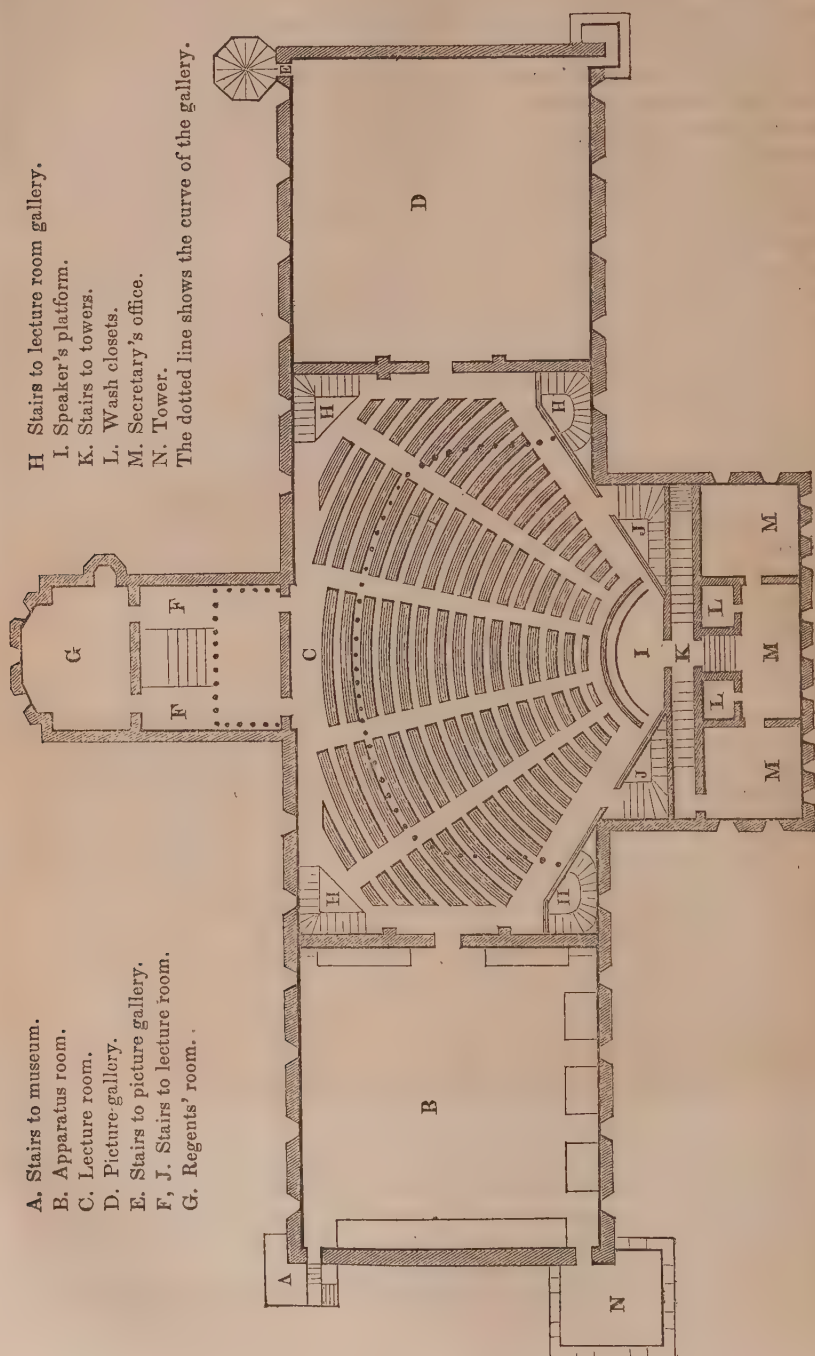 A. Stairs to museum.
B. Apparatus room.
C. Lecture room.
D. Picture-gallery.
E. Stairs to picture gallery.
F, J. Stairs to lecture room.
G. Regents' room.
H Stairs to lecture room gallery.
I. Speaker's platform.
K. Stairs to towers.
L. Wash closets.
M. Secretary's office.
N. Tower.
The dotted line shows the curve of the gallery.
G
F
F
A
E
C
H
H
B
D
H
H
N
J
I
J
K
L
L
M
M
M